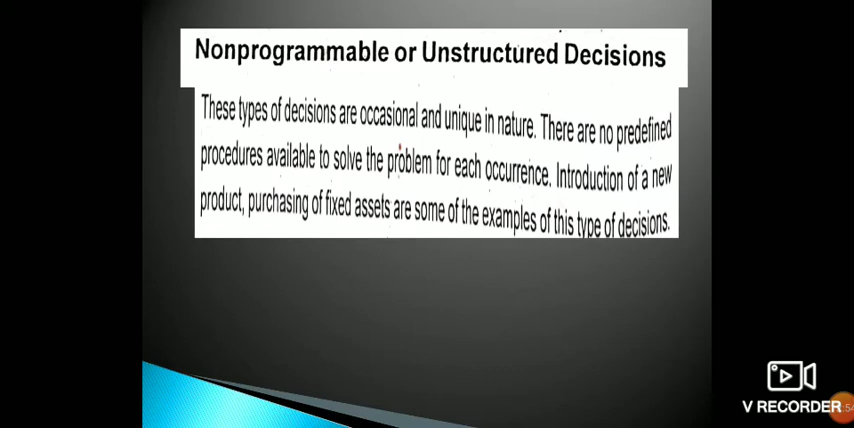 Nonprogrammable or Unstructured Decisions
These types of decisions are occasional and unique in nature. There are no predefined
procedures available to solve the problem for each occurrence. Introduction of a new
product, purchasing of fixed assets are some of the examples of this type of decisions.
V RECORDER
:54